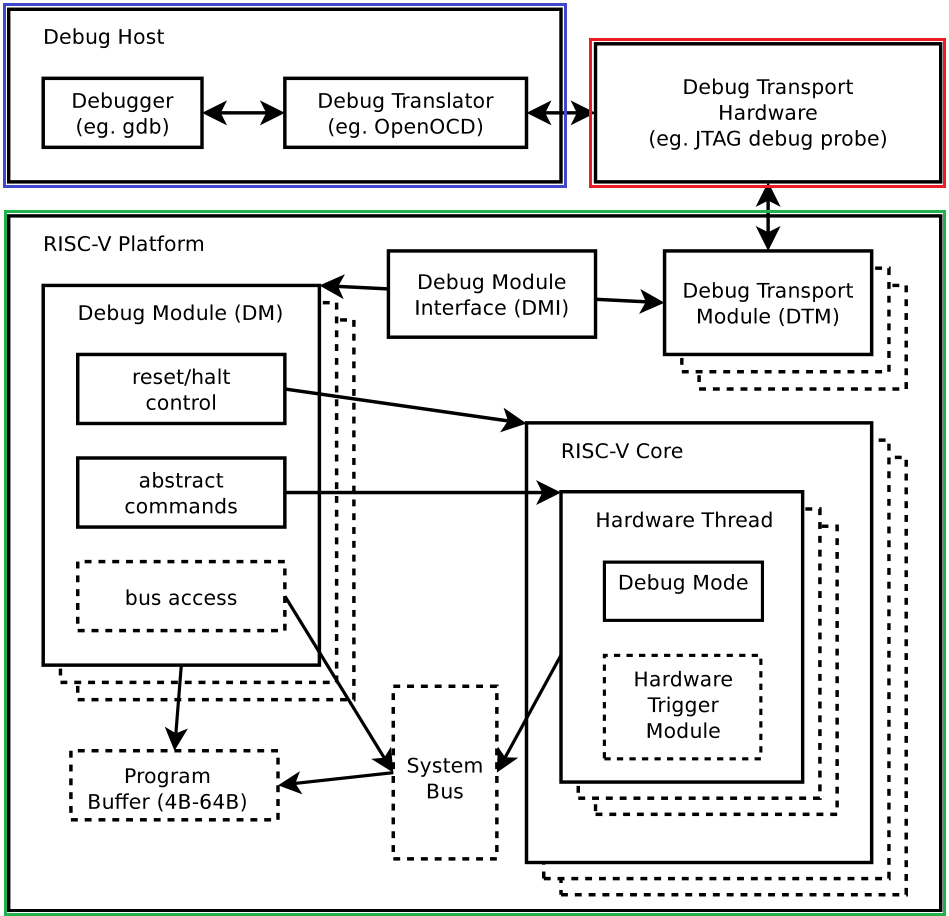 Debug Host
Debugger
(eg. gdb)
Debug Translator
(eg. OpenOCD)
Debug Transport
Hardware
(eg. JTAG debug probe)
RISC-V Platform
Debug Module
Interface (DMI)
Debug Transport
Module (DTM)
Debug Module (DM)
reset/halt
control
abstract
commands
bus access
RISC-V Core
Hardware Thread
Debug Mode
Hardware
Trigger
Module
System
Bus
Program
Buffer (4B-64B)